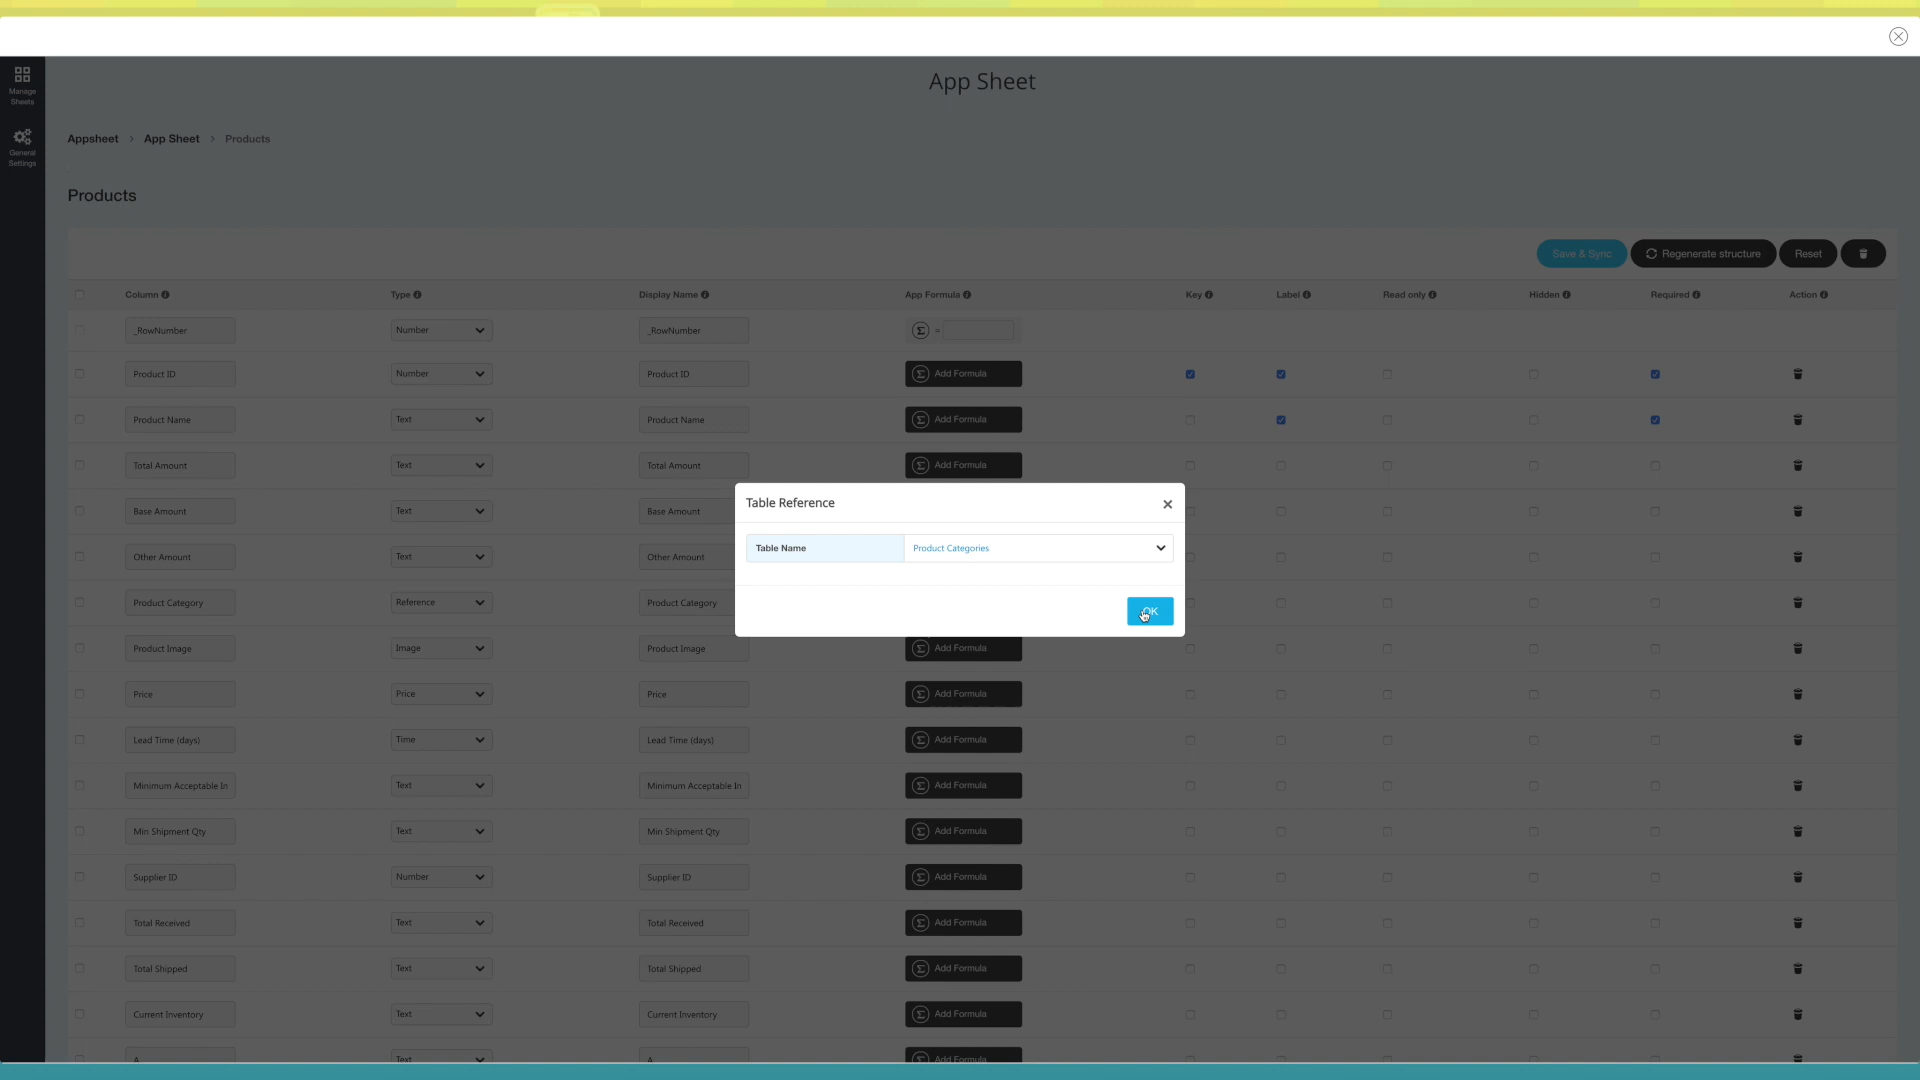 App Sheet
Manage
Sheets
General
Settings
Appsheet > App Sheet > Products
Products
Save & Sync Regenerate structure Reset
Column Type Display Name App Formula Key Label Read only Hidden Required Action
_RowNumber Number _RowNumber =
Product ID Number Product ID Add Formula
Product Name Text Product Name Add Formula
Total Amount Text Total Amount Add Formula
Base Amount Text Base Amount
Other Amount Text Other Amount
Product Category Reference Product Category
Table Reference
Table Name Product Categories
OK
Product Image Image Product Image Add Formula
Price Price Price Add Formula
Lead Time (days) Time Lead Time (days) Add Formula
Minimum Acceptable In Text Minimum Acceptable In Add Formula
Min Shipment Qty Text Min Shipment Qty Add Formula
Supplier ID Number Supplier ID Add Formula
Total Received Text Total Received Add Formula
Total Shipped Text Total Shipped Add Formula
Current Inventory Text Current Inventory Add Formula
A Text A Add Formula